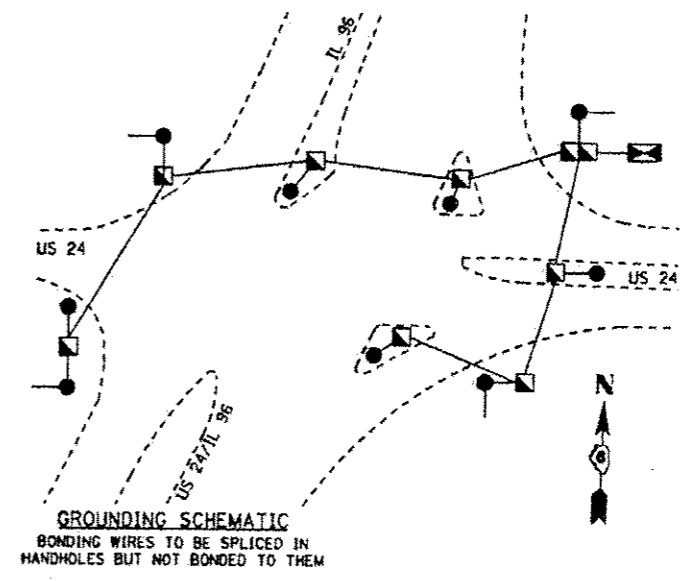 IL 96
US 24
US 24
US 24/IL 96
N
6
GROUNDING SCHEMATIC
BONDING WIRES TO BE SPLICED IN
HANDHOLES BUT NOT BONDED TO THEM